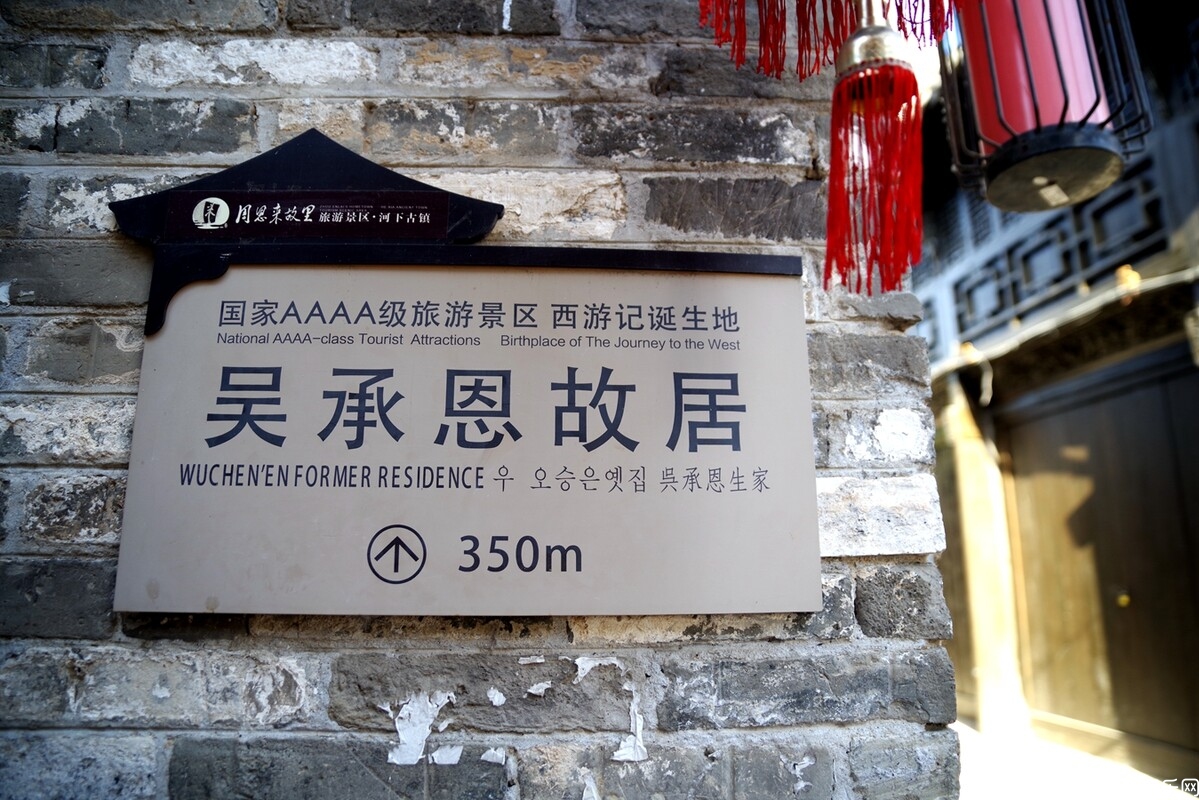 周恩来故里 旅游景区·河下古镇
国家AAAA级旅游景区 西游记诞生地
National AAAA-class Tourist Attractions Birthplace of The Journey to the West
吴承恩故居
WUCHEN'EN FORMER RESIDENCE 우 오승은옛집 吳承恩生家
350m